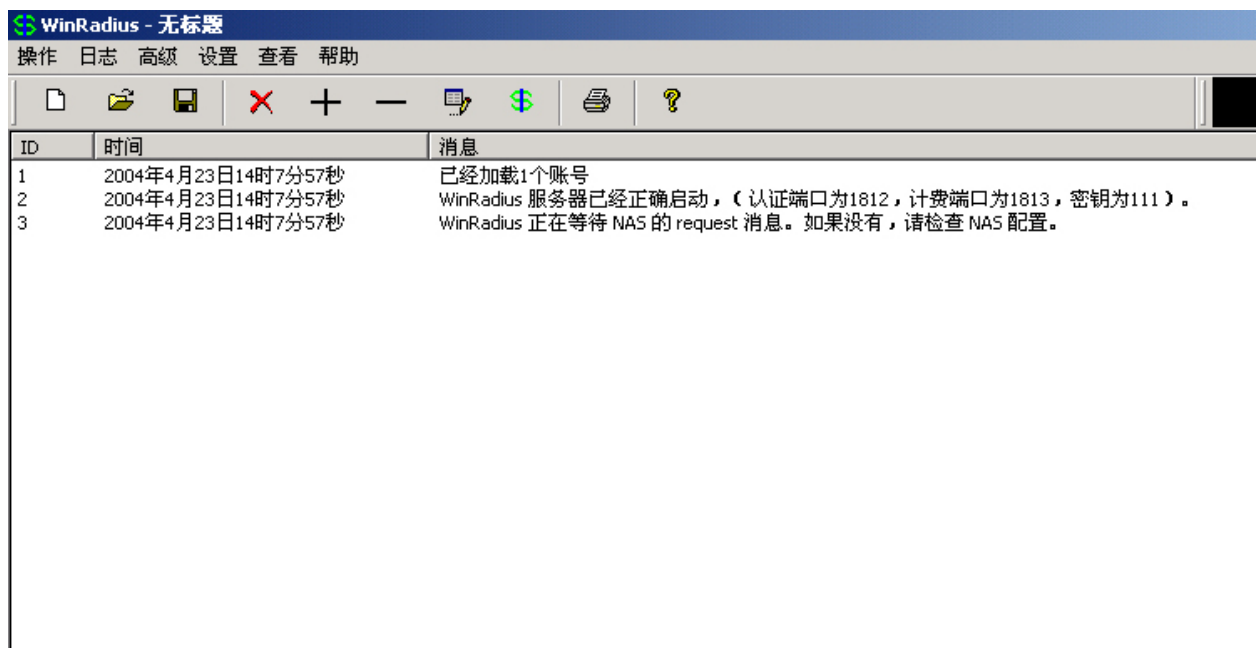 WinRadius - 无标题
操作 日志 高级 设置 查看 帮助
ID 时间 消息
1 2004年4月23日14时7分57秒 已经加载1个账号
2 2004年4月23日14时7分57秒 WinRadius 服务器已经正确启动，（认证端口为1812，计费端口为1813，密钥为111）。
3 2004年4月23日14时7分57秒 WinRadius 正在等待 NAS 的 request 消息。如果没有，请检查 NAS 配置。